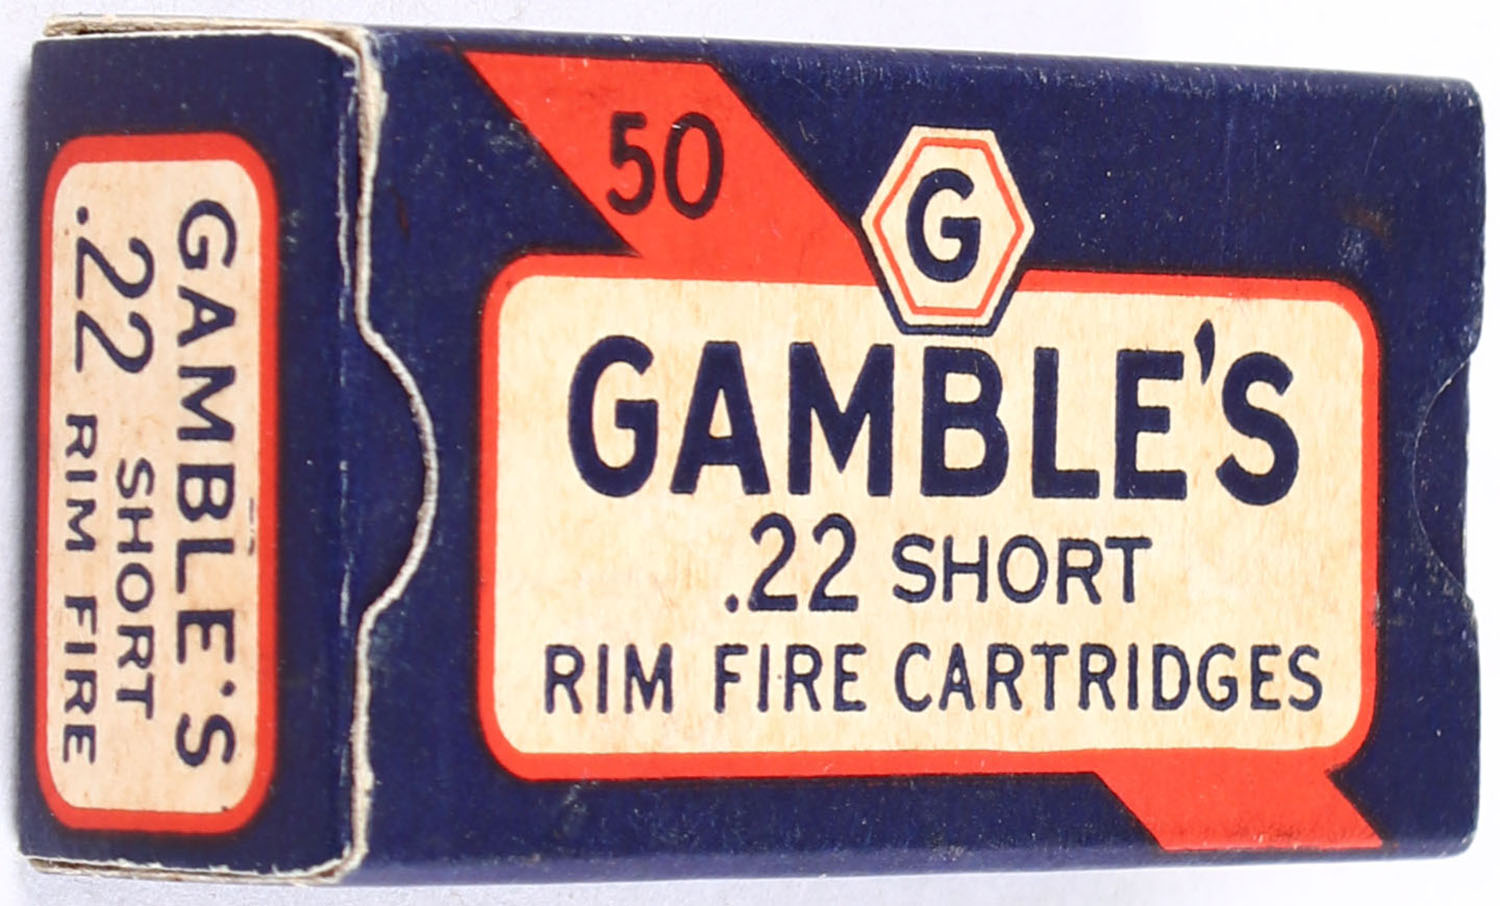 50
G
GAMBLE'S
.22 SHORT
RIM FIRE CARTRIDGES
GAMBLE'S
.22 SHORT
RIM FIRE